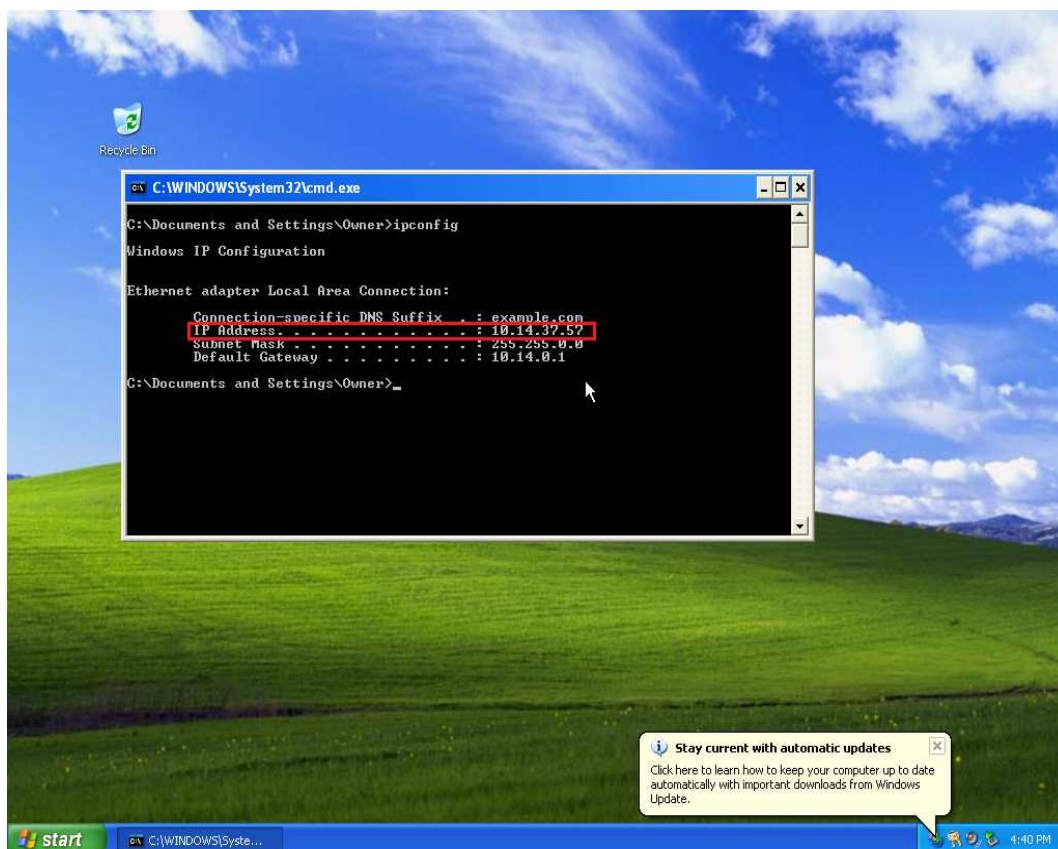 Recycle Bin
C:\WINDOWS\System32\cmd.exe
C:\Documents and Settings\Owner>ipconfig
Windows IP Configuration
Ethernet adapter Local Area Connection:
Connection-specific DNS Suffix . : example.com
IP Address. . . . . . . . . . . . : 10.14.37.57
Subnet Mask . . . . . . . . . . . : 255.255.0.0
Default Gateway . . . . . . . . . : 10.14.0.1
C:\Documents and Settings\Owner>_
Stay current with automatic updates
Click here to learn how to keep your computer up to date
automatically with important downloads from Windows
Update.
start
C:\WINDOWS\Syste...
4:40 PM